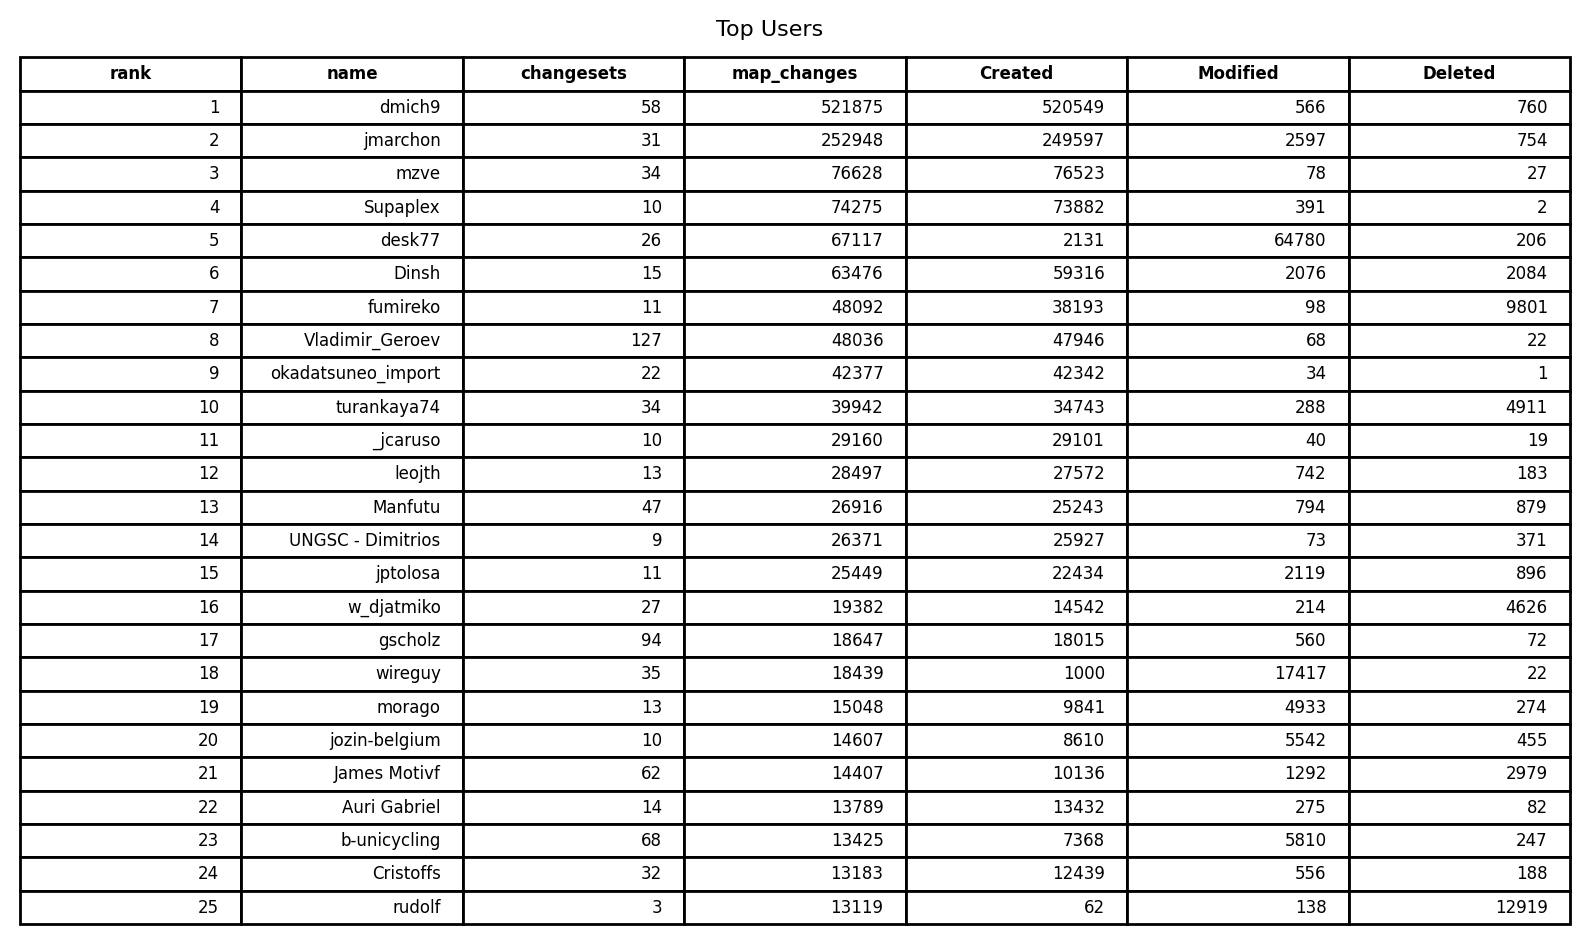 Top Users
rank name changesets map_changes Created Modified Deleted
1 dmich9 58 521875 520549 566 760
2 jmarchon 31 252948 249597 2597 754
3 mzve 34 76628 76523 78 27
4 Supaplex 10 74275 73882 391 2
5 desk77 26 67117 2131 64780 206
6 Dinsh 15 63476 59316 2076 2084
7 fumireko 11 48092 38193 98 9801
8 Vladimir_Geroev 127 48036 47946 68 22
9 okadatsuneo_import 22 42377 42342 34 1
10 turankaya74 34 39942 34743 288 4911
11 _jcaruso 10 29160 29101 40 19
12 leojth 13 28497 27572 742 183
13 Manfutu 47 26916 25243 794 879
14 UNGSC - Dimitrios 9 26371 25927 73 371
15 jptolosa 11 25449 22434 2119 896
16 w_djatmiko 27 19382 14542 214 4626
17 gscholz 94 18647 18015 560 72
18 wireguy 35 18439 1000 17417 22
19 morago 13 15048 9841 4933 274
20 jozin-belgium 10 14607 8610 5542 455
21 James Motivf 62 14407 10136 1292 2979
22 Auri Gabriel 14 13789 13432 275 82
23 b-unicycling 68 13425 7368 5810 247
24 Cristoffs 32 13183 12439 556 188
25 rudolf 3 13119 62 138 12919